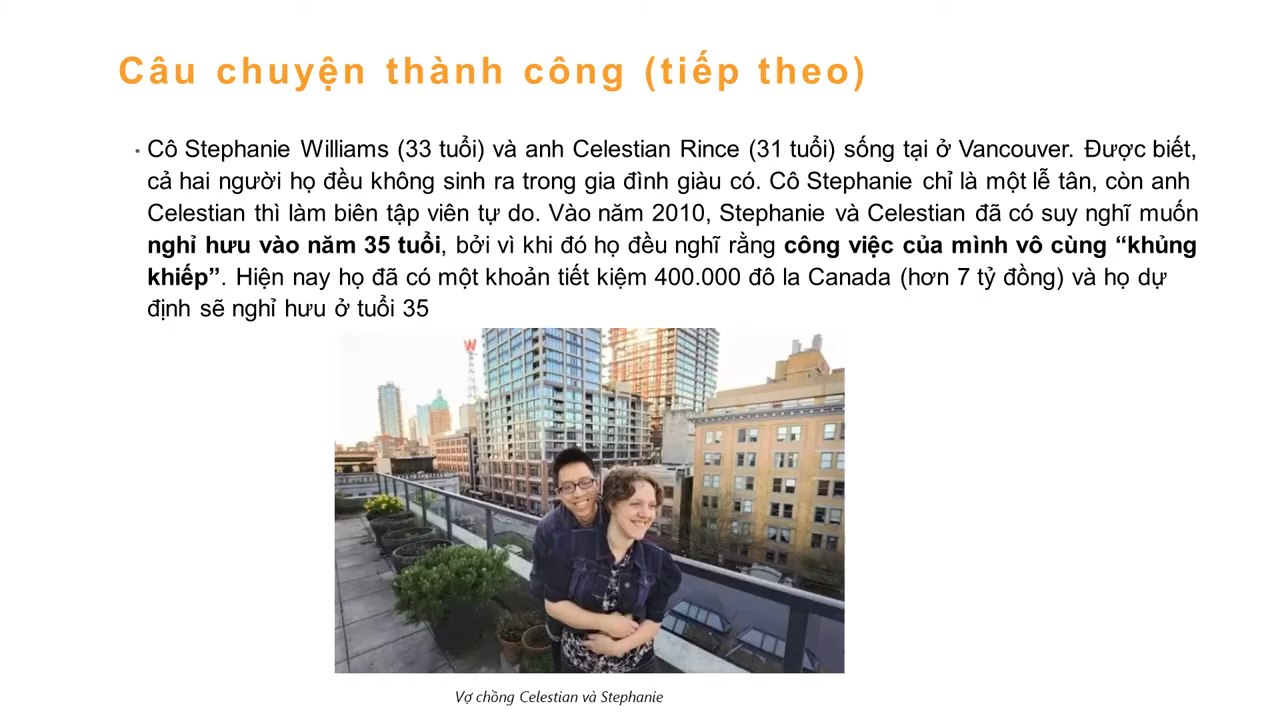 Câu chuyện thành công (tiếp theo)
▪ Cô Stephanie Williams (33 tuổi) và anh Celestian Rince (31 tuổi) sống tại ở Vancouver. Được biết,
cả hai người họ đều không sinh ra trong gia đình giàu có. Cô Stephanie chỉ là một lễ tân, còn anh
Celestian thì làm biên tập viên tự do. Vào năm 2010, Stephanie và Celestian đã có suy nghĩ muốn
nghỉ hưu vào năm 35 tuổi, bởi vì khi đó họ đều nghĩ rằng công việc của mình vô cùng “khủng
khiếp”. Hiện nay họ đã có một khoản tiết kiệm 400.000 đô la Canada (hơn 7 tỷ đồng) và họ dự
định sẽ nghỉ hưu ở tuổi 35
W
Vợ chồng Celestian và Stephanie